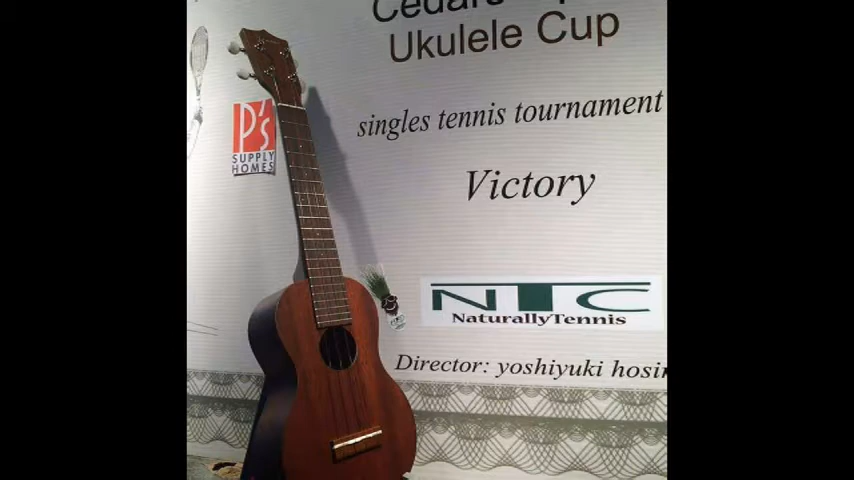 Ukulele Cup
singles tennis tournament
P's
SUPPLY
HOMES
Victory
NTC
NaturallyTennis
Director: yoshiyuki